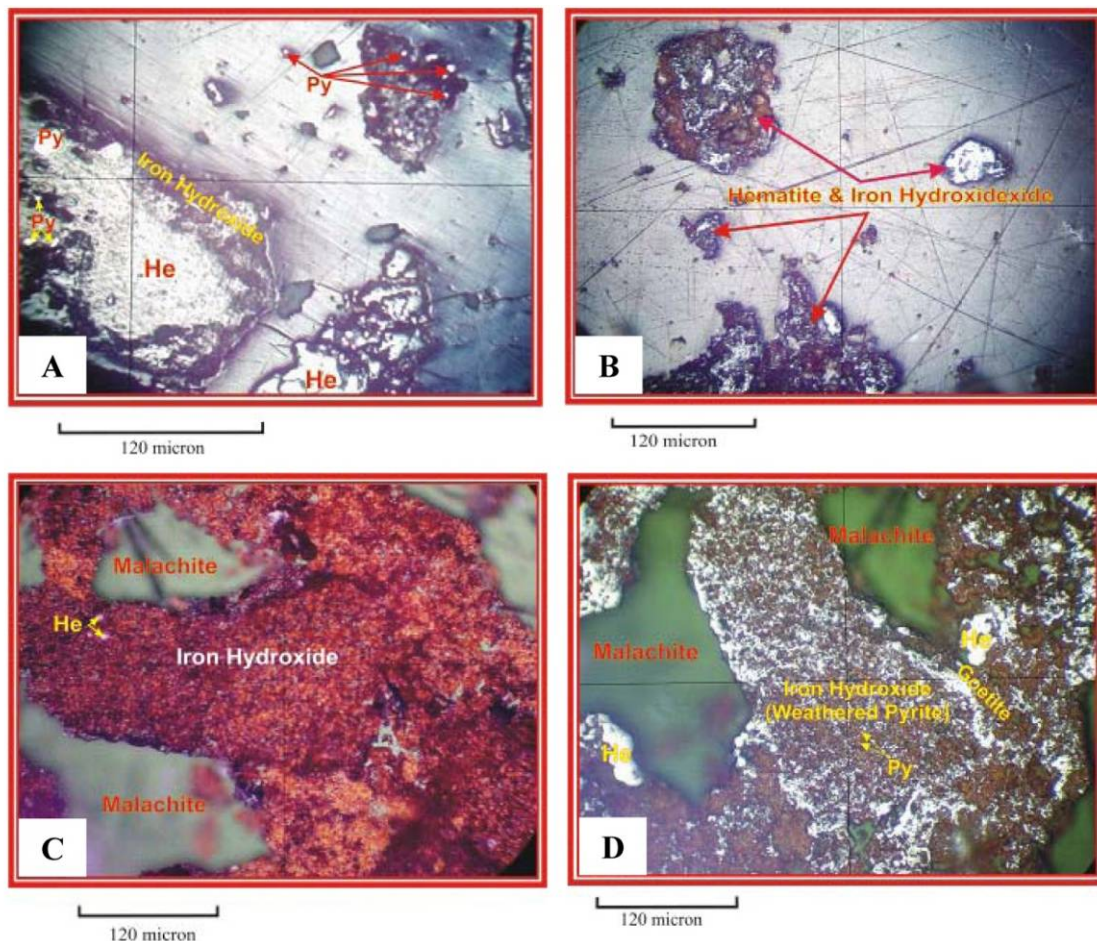 Py
Py
Iron Hydroxide
Py
He
He
A
120 micron
Hematite & Iron Hydroxidexide
B
120 micron
Malachite
He
Iron Hydroxide
Malachite
C
120 micron
Malachite
He
Malachite
Goetite
Iron Hydroxide
(Weathered Pyrite)
He
Py
D
120 micron